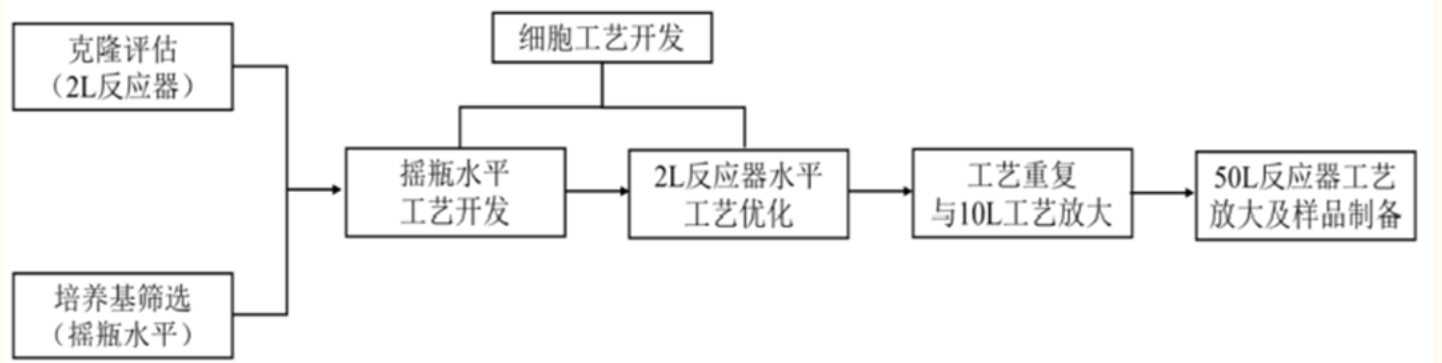 克隆评估
（2L反应器）
细胞工艺开发
摇瓶水平
工艺开发
2L反应器水平
工艺优化
工艺重复
与10L工艺放大
50L反应器工艺
放大及样品制备
培养基筛选
（摇瓶水平）